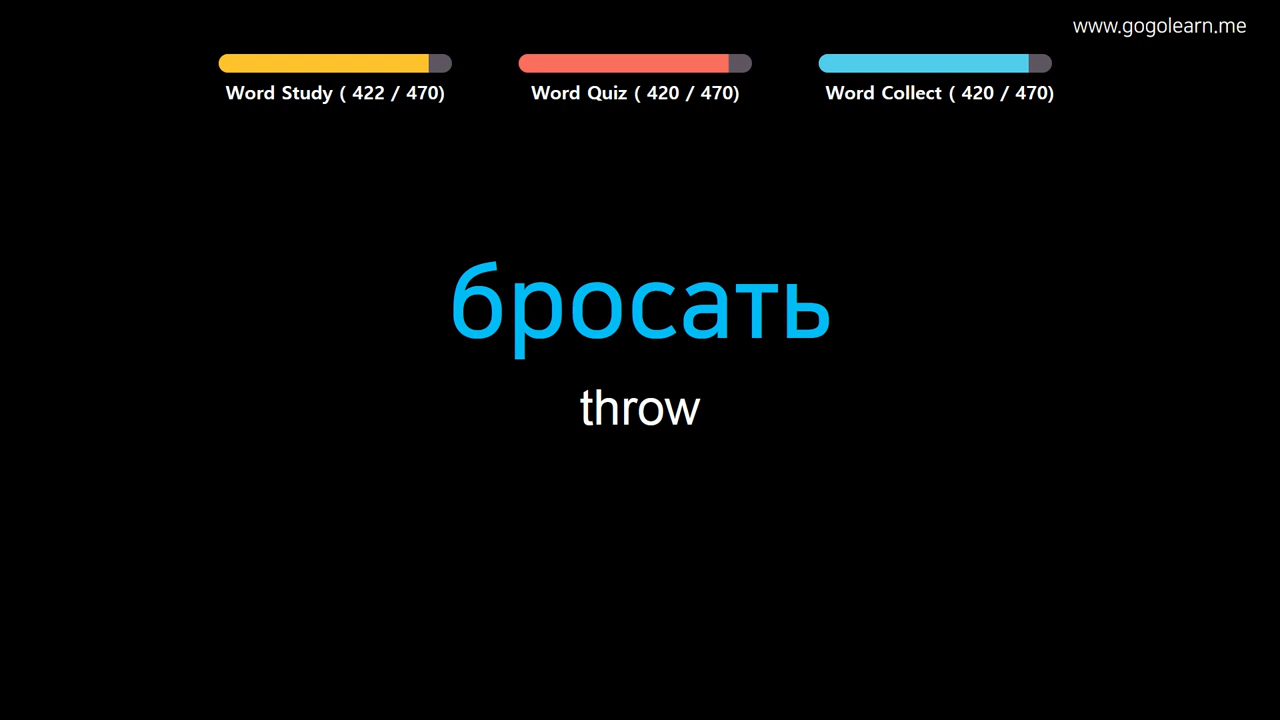 www.gogolearn.me
Word Study ( 422 / 470)
Word Quiz ( 420 / 470)
Word Collect ( 420 / 470)
бросать
throw